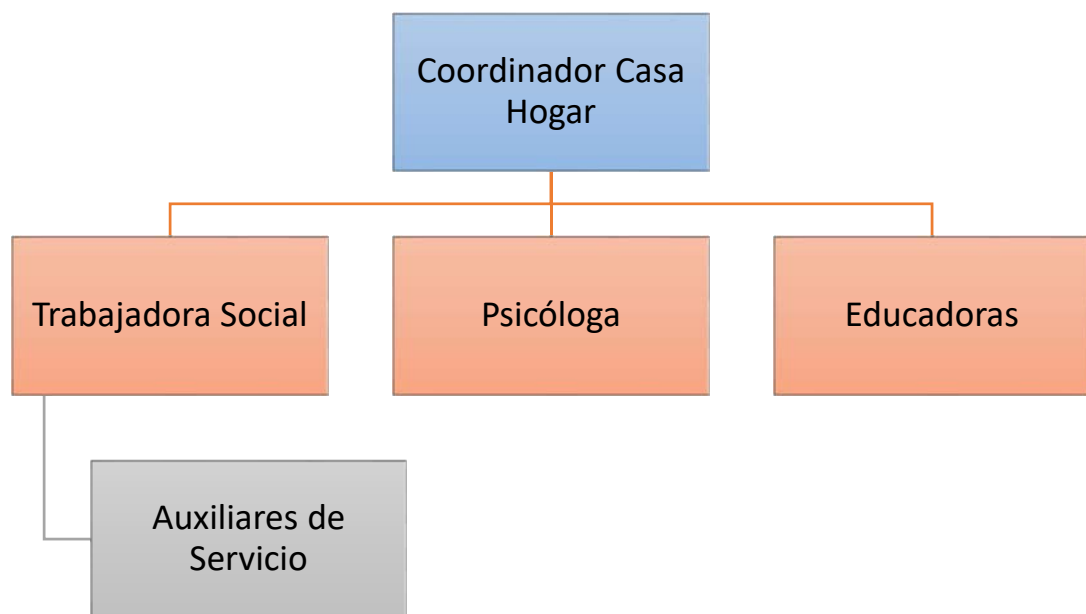 Coordinador Casa
Hogar
Trabajadora Social
Psicóloga
Educadoras
Auxiliares de
Servicio